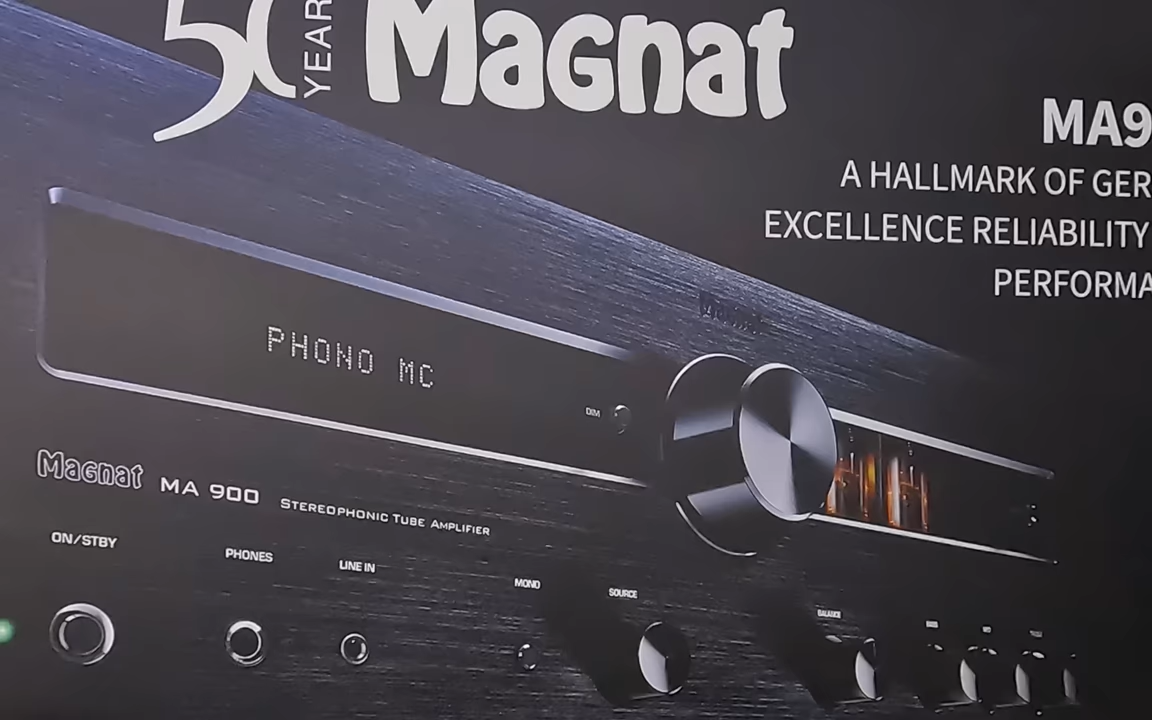 50 YEARS
Magnat
MA9
A HALLMARK OF GER
EXCELLENCE RELIABILITY
PERFORMA
PHONO MC
DIM
Magnat MA 900 STEREOPHONIC TUBE AMPLIFIER
ON/STBY
PHONES
LINE IN
MONO
SOURCE
BALANCE